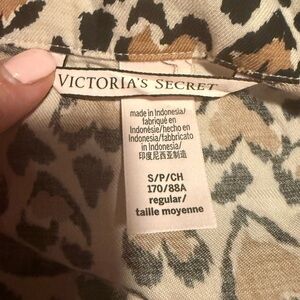 VICTORIA'S SECRET
made in Indonesia/
fabriqué en
Indonésie/hecho en
Indonesia/fabbricato
in Indonesia/
印度尼西亚制造
S/P/CH
170/88A
regular/
taille moyenne